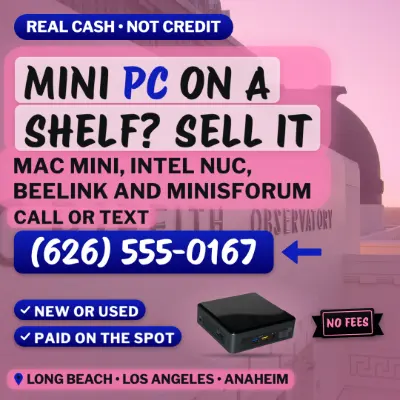 REAL CASH • NOT CREDIT
MINI PC ON A
SHELF? SELL IT
MAC MINI, INTEL NUC,
BEELINK AND MINISFORUM
CALL OR TEXT
OBSERVATORY
(626) 555-0167
NEW OR USED
PAID ON THE SPOT
NO FEES
LONG BEACH • LOS ANGELES • ANAHEIM